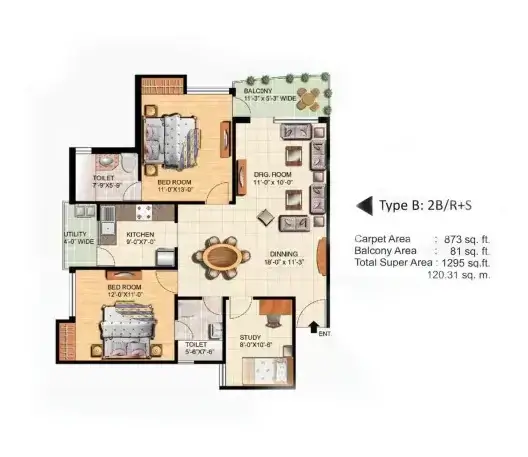 BALCONY
11'-3" x 5'-3" WIDE
TOILET
7'-9"X5'-9"
BED ROOM
11'-0"X13'-0"
DRG. ROOM
11'-0" x 10'-0"
Type B: 2B/R+S
UTILITY
4'-0" WIDE
KITCHEN
9'-0"X7'-0"
Carpet Area : 873 sq. ft.
Balcony Area : 81 sq. ft.
Total Super Area : 1295 sq.ft.
120.31 sq. m.
DINNING
18'-0" x 11'-3"
BED ROOM
12'-0"X11'-0"
TOILET
5'-6"X7'-6"
STUDY
8'-0"X10'-6"
ENT.